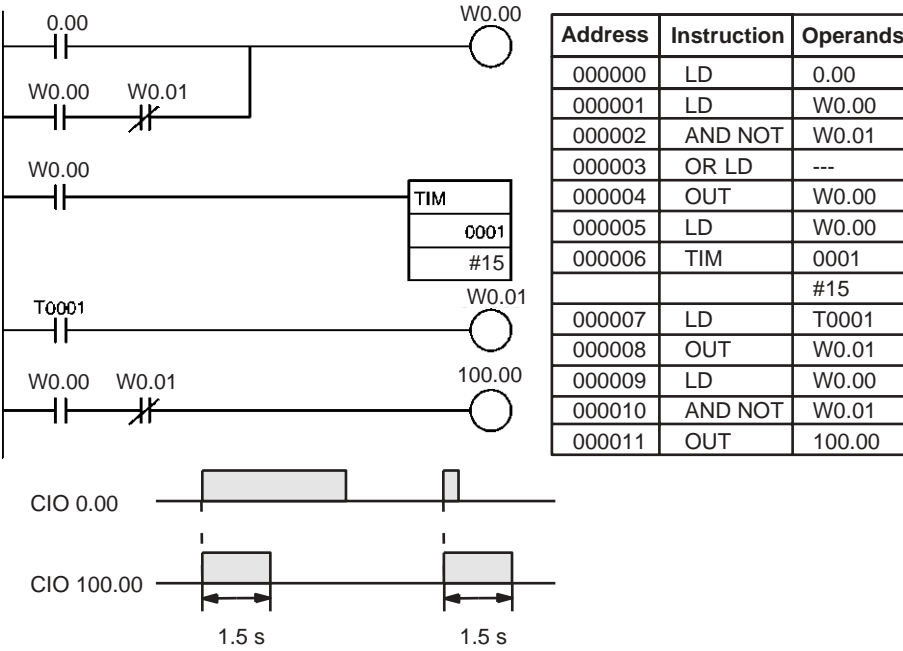 0.00
W0.00
W0.00 W0.01
W0.00
TIM
0001
#15
T0001
W0.01
W0.00 W0.01
100.00
Address Instruction Operands
000000 LD 0.00
000001 LD W0.00
000002 AND NOT W0.01
000003 OR LD ---
000004 OUT W0.00
000005 LD W0.00
000006 TIM 0001
#15
000007 LD T0001
000008 OUT W0.01
000009 LD W0.00
000010 AND NOT W0.01
000011 OUT 100.00
CIO 0.00
CIO 100.00
1.5 s 1.5 s